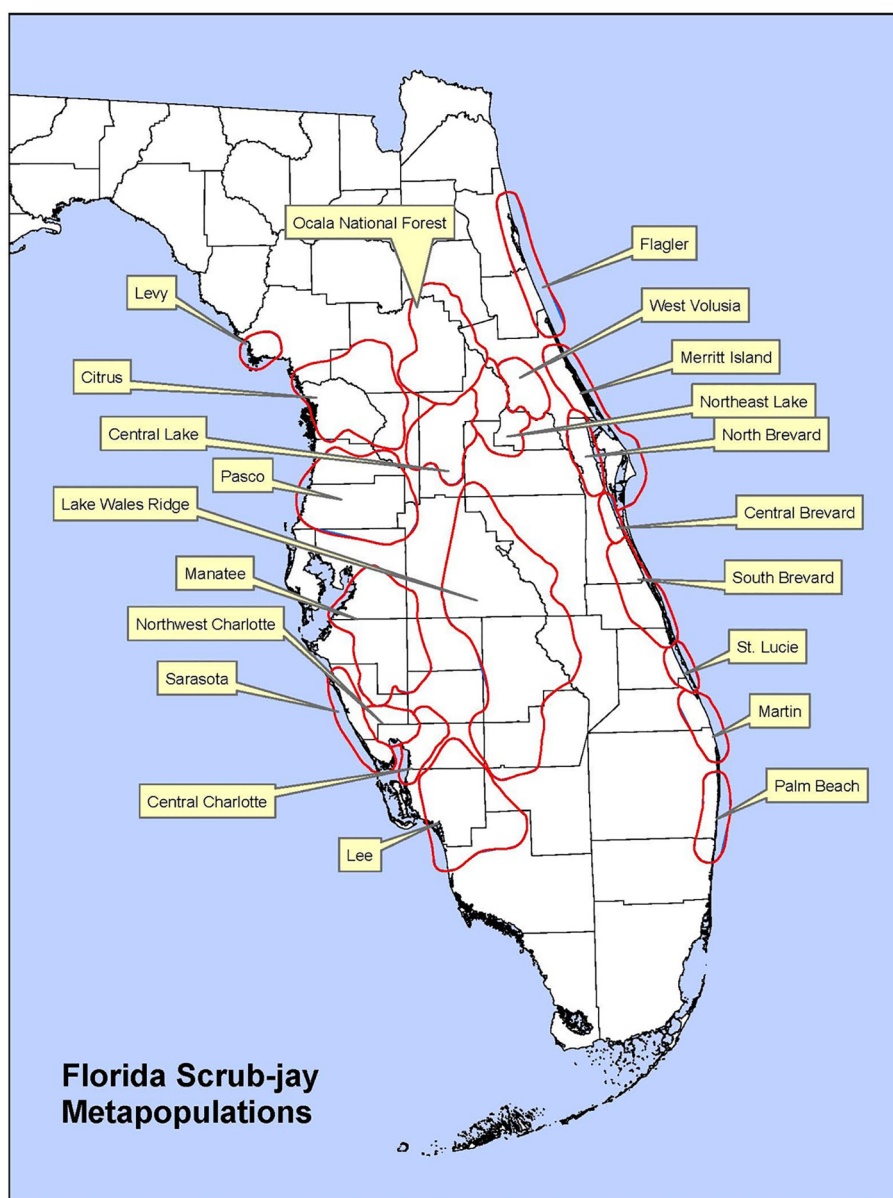 Ocala National Forest
Flagler
Levy
West Volusia
Merritt Island
Citrus
Northeast Lake
Central Lake
North Brevard
Pasco
Lake Wales Ridge
Central Brevard
Manatee
South Brevard
Northwest Charlotte
St. Lucie
Sarasota
Martin
Palm Beach
Central Charlotte
Lee
Florida Scrub-jay
Metapopulations